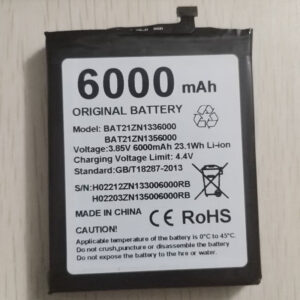 6000 mAh
ORIGINAL BATTERY
Model: BAT21ZN1336000
BAT21ZN1356000
Voltage:3.85V 6000mAh 23.1Wh Li-ion
Charging Voltage Limit: 4.4V
Standard:GB/T18287-2013
S/N:H02212ZN133006000RB
H02203ZN135006000RB
MADE IN CHINA
CE RoHS
CAUTION:
Applicable temperature of the battery is 0°C to 45°C.
Do not crush,puncture or disassemble the battery
Do not expose the battery to fire or water.